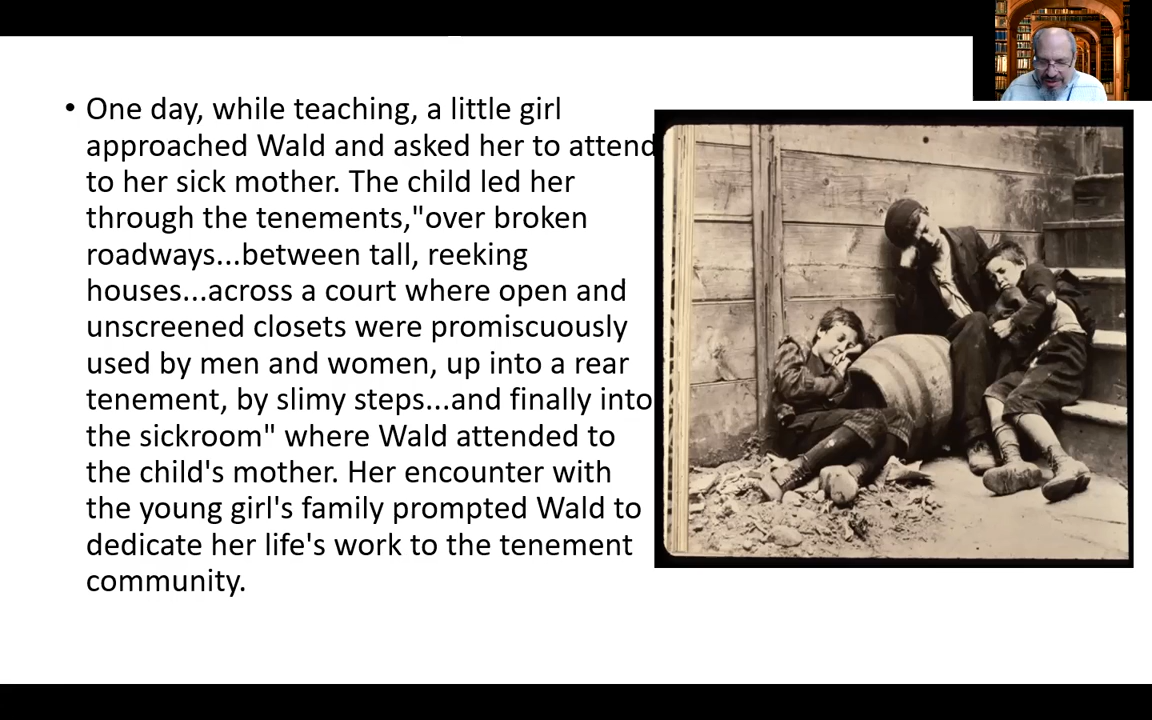 • One day, while teaching, a little girl
approached Wald and asked her to attend
to her sick mother. The child led her
through the tenements,"over broken
roadways...between tall, reeking
houses...across a court where open and
unscreened closets were promiscuously
used by men and women, up into a rear
tenement, by slimy steps...and finally into
the sickroom" where Wald attended to
the child's mother. Her encounter with
the young girl's family prompted Wald to
dedicate her life's work to the tenement
community.